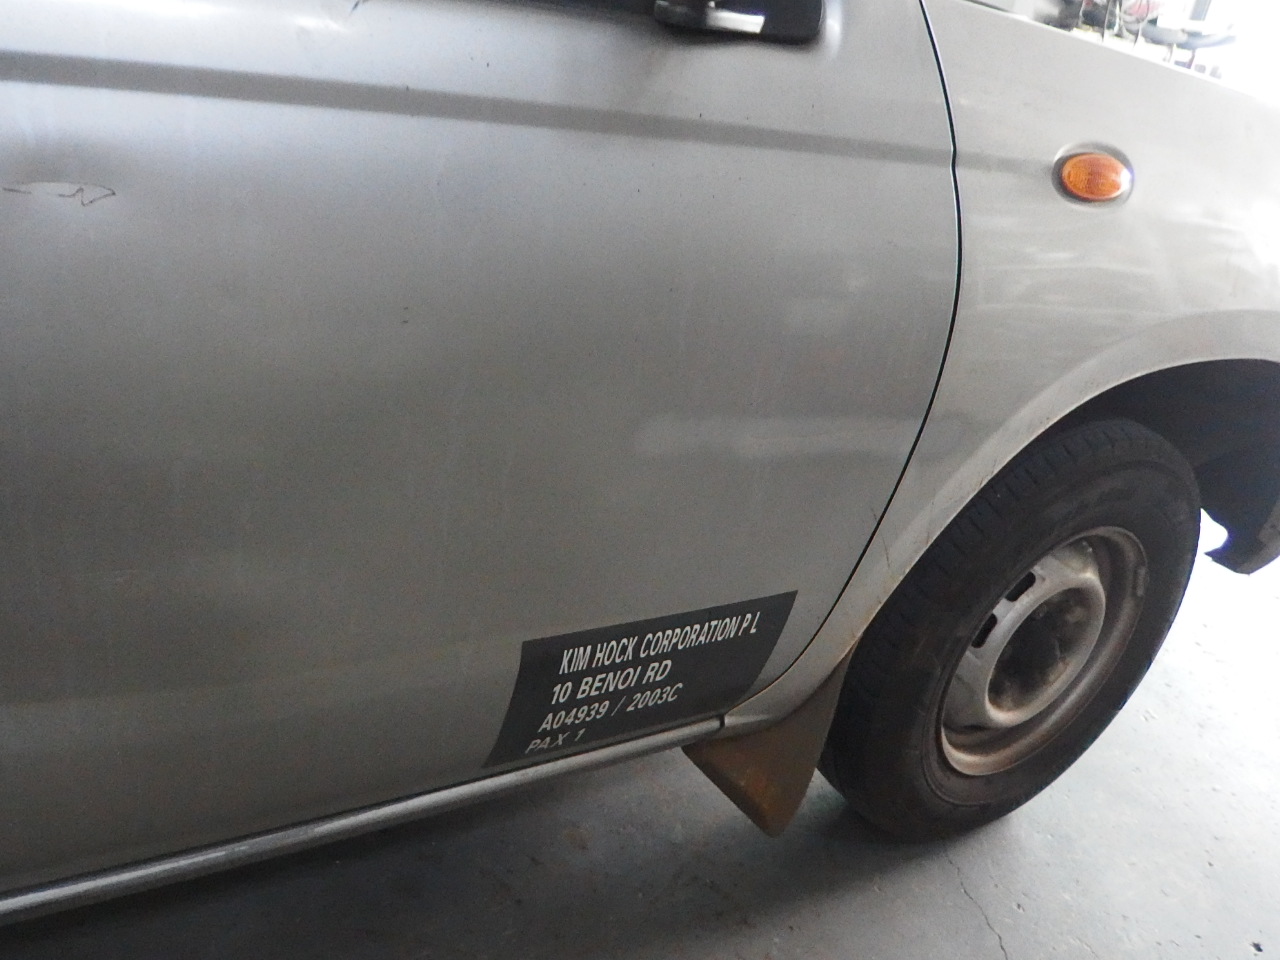 KIM HOCK CORPORATION P L
10 BENOI RD
A04939 / 2003C
PAX 1